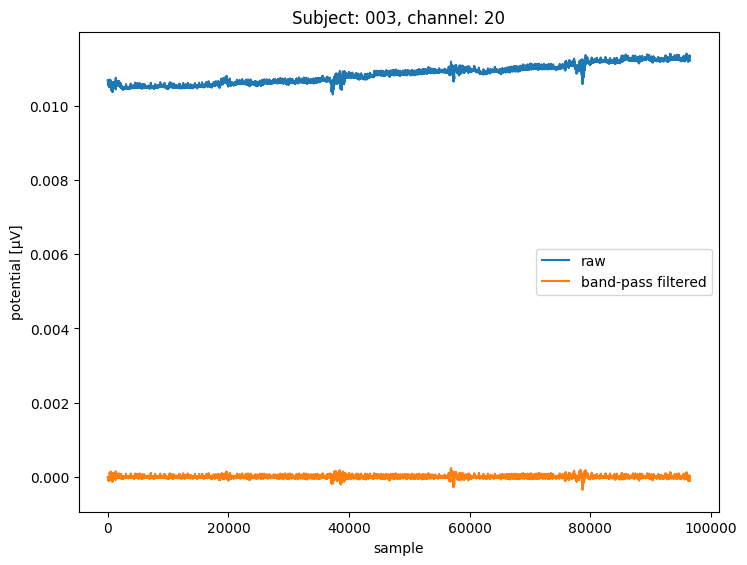 Subject: 003, channel: 20
potential [µV]
0.010
0.008
0.006
0.004
0.002
0.000
raw
band-pass filtered
0
20000
40000
60000
80000
100000
sample